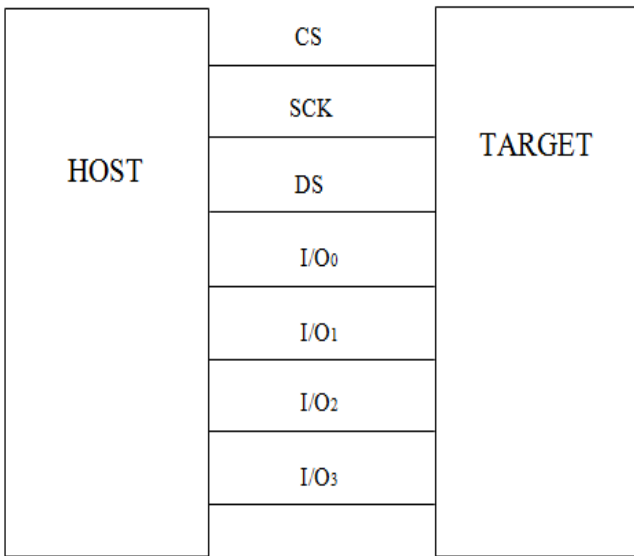 CS
SCK
HOST
TARGET
DS
I/O₀
I/O₁
I/O₂
I/O₃